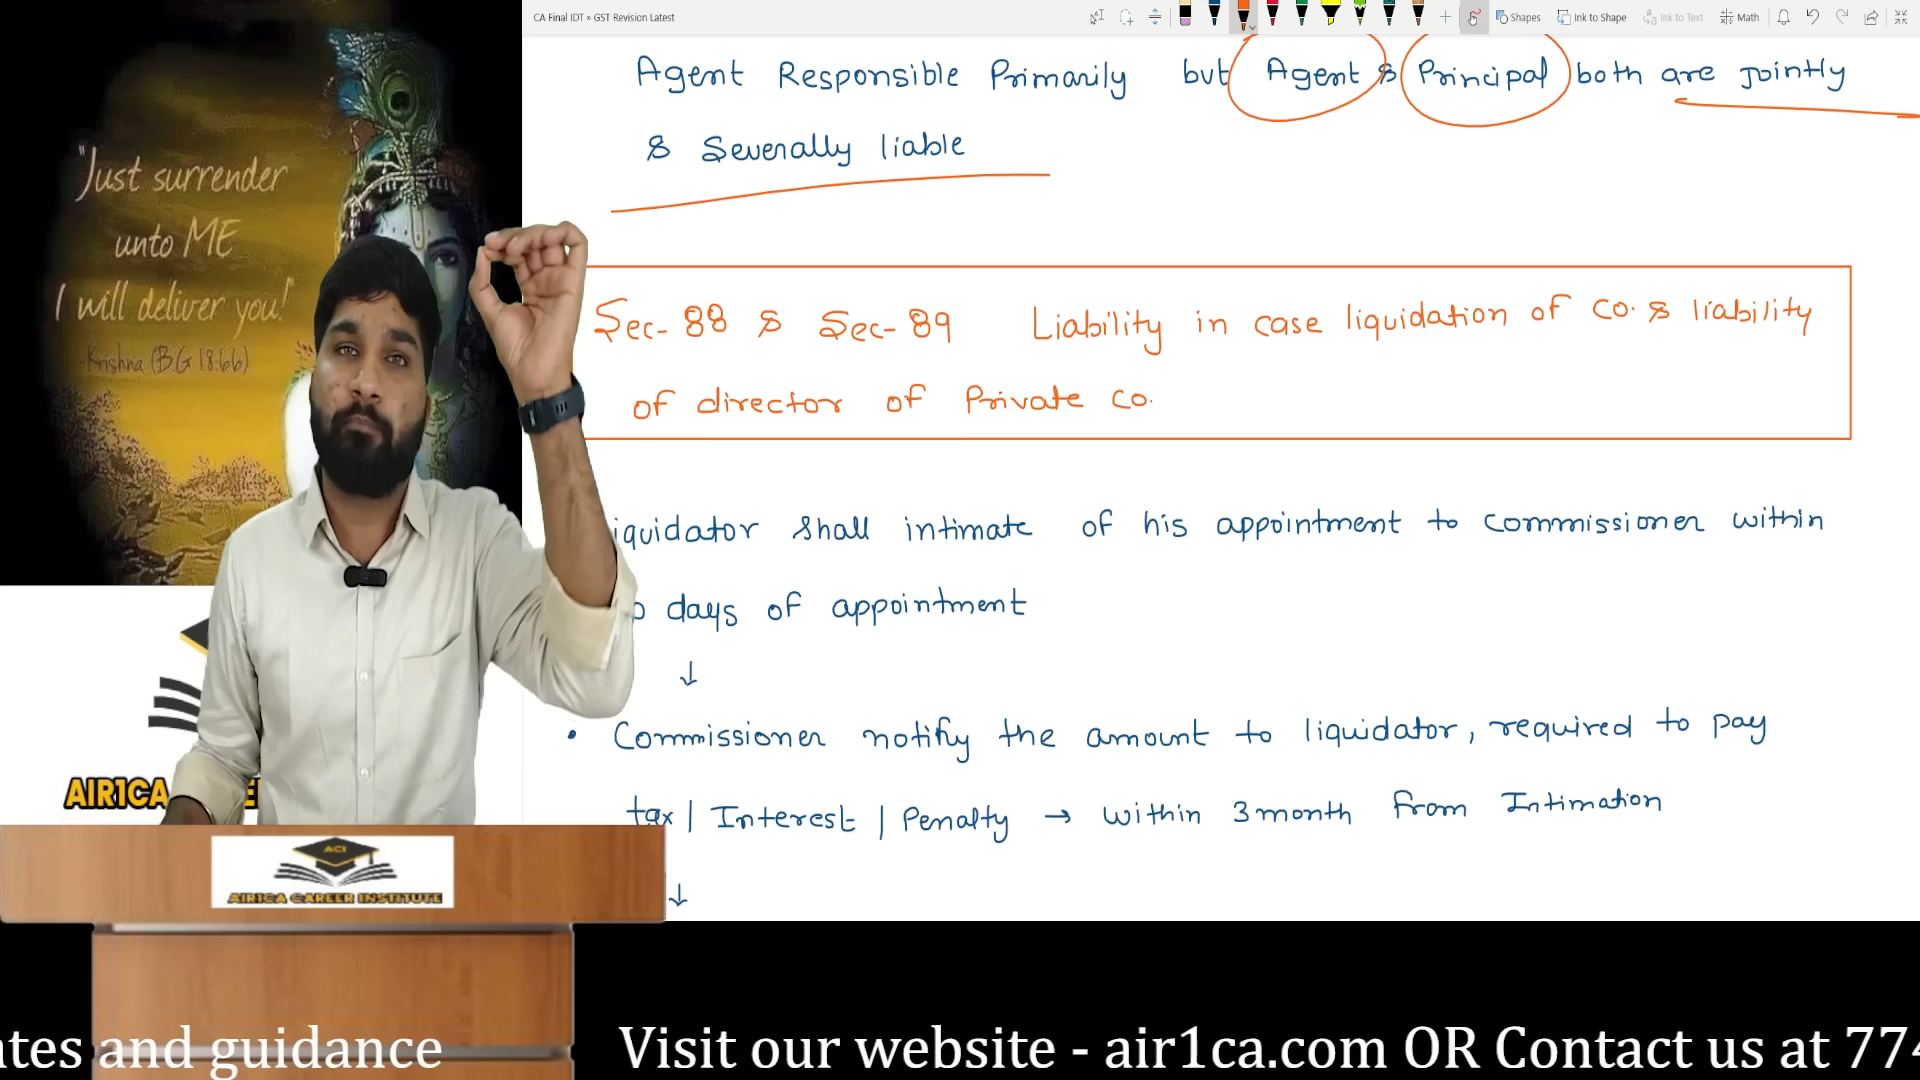 CA Final IDT » GST Revision Latest
Shapes
Ink to Shape
Ink to Text
Math
Agent Responsible Primarily but Agent & Principal both are jointly
& Severally liable
"Just surrender
unto ME
I will deliver you!"
Krishna (B.G 18:66)
Sec-88 & Sec-89 Liability in case liquidation of co. & liability
of director of Private co.
iquidator shall intimate of his appointment to commissioner within
days of appointment
↓
• Commissioner notify the amount to liquidator, required to pay
tax | Interest | Penalty → within 3 month from Intimation
↓
AIR1CA
ACI
AIR1CA CAREER INSTITUTE
ates and guidance Visit our website - air1ca.com OR Contact us at 774